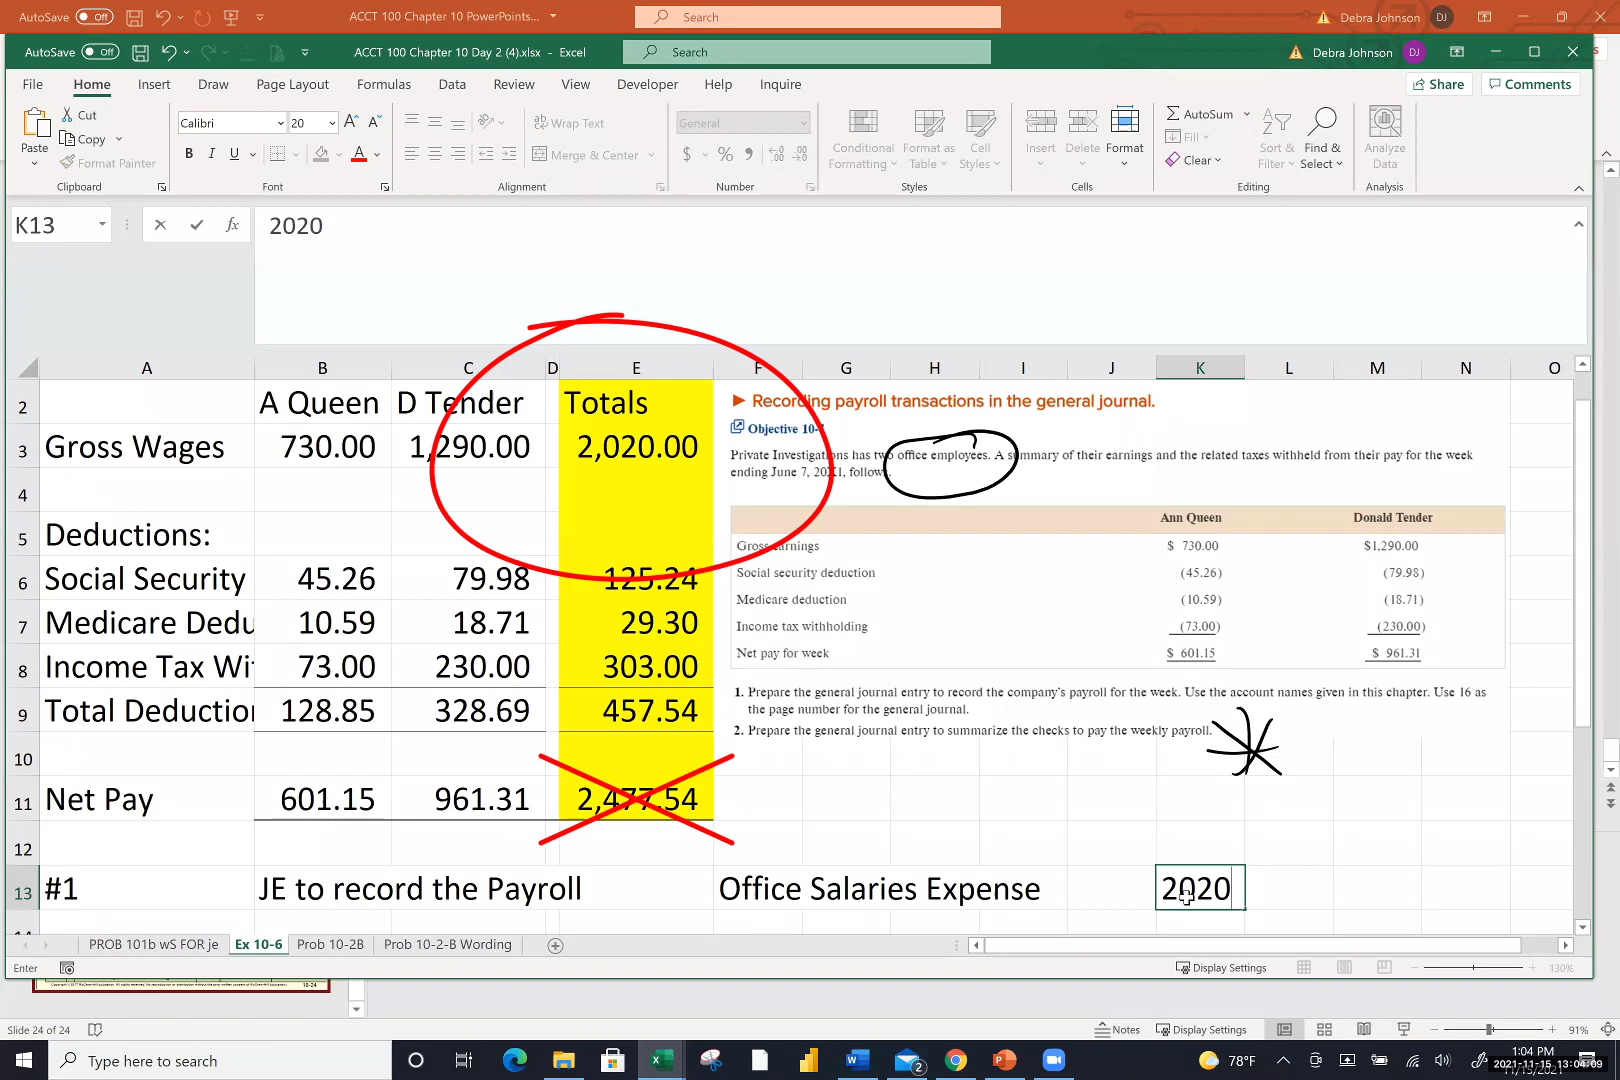 AutoSave Off ACCT 100 Chapter 10 PowerPoints... Search Debra Johnson DJ
AutoSave Off ACCT 100 Chapter 10 Day 2 (4).xlsx - Excel Search Debra Johnson DJ
File Home Insert Draw Page Layout Formulas Data Review View Developer Help Inquire Share Comments
Cut
Copy
Format Painter
Paste
Calibri 20
B I U A
Wrap Text
Merge & Center
General
$ %
Conditional Formatting
Format as Table
Cell Styles
Insert Delete Format
AutoSum
Fill
Clear
Sort & Filter
Find & Select
Analyze Data
Clipboard Font Alignment Number Styles Cells Editing Analysis
K13 fx 2020
A B C D E F G H I J K L M N O
2 A Queen D Tender Totals
3 Gross Wages 730.00 1,290.00 2,020.00
4
5 Deductions:
6 Social Security 45.26 79.98 125.24
7 Medicare Dedu 10.59 18.71 29.30
8 Income Tax Wi 73.00 230.00 303.00
9 Total Deduction 128.85 328.69 457.54
10
11 Net Pay 601.15 961.31 2,477.54
12
13 #1 JE to record the Payroll Office Salaries Expense 2020
Recording payroll transactions in the general journal.
Objective 10-
Private Investigations has two office employees. A summary of their earnings and the related taxes withheld from their pay for the week
ending June 7, 20X1, follow.
Ann Queen Donald Tender
Gross earnings $ 730.00 $1,290.00
Social security deduction (45.26) (79.98)
Medicare deduction (10.59) (18.71)
Income tax withholding (73.00) (230.00)
Net pay for week $ 601.15 $ 961.31
1. Prepare the general journal entry to record the company's payroll for the week. Use the account names given in this chapter. Use 16 as
the page number for the general journal.
2. Prepare the general journal entry to summarize the checks to pay the weekly payroll.
PROB 101b wS FOR je Ex 10-6 Prob 10-2B Prob 10-2-B Wording
Enter Display Settings 130%
10-24
Slide 24 of 24 Notes Display Settings 91%
Type here to search 2 78°F 1:04 PM
2021-11-15 13:04:09